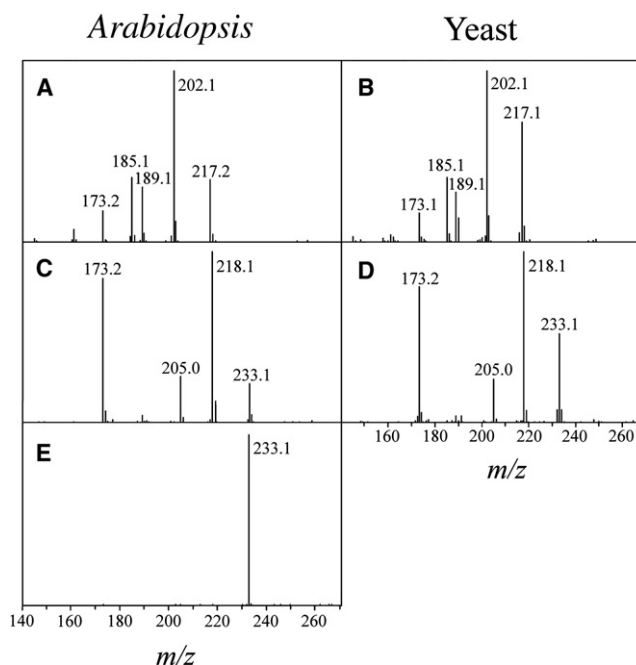 Arabidopsis Yeast
A B
202.1 202.1
217.1
185.1 217.2 185.1
189.1 189.1
173.2 173.1
C D
218.1 218.1
173.2 173.2
233.1
205.0 233.1 205.0
160 180 200 220 240 260
E
233.1
m/z
140 160 180 200 220 240 260
m/z